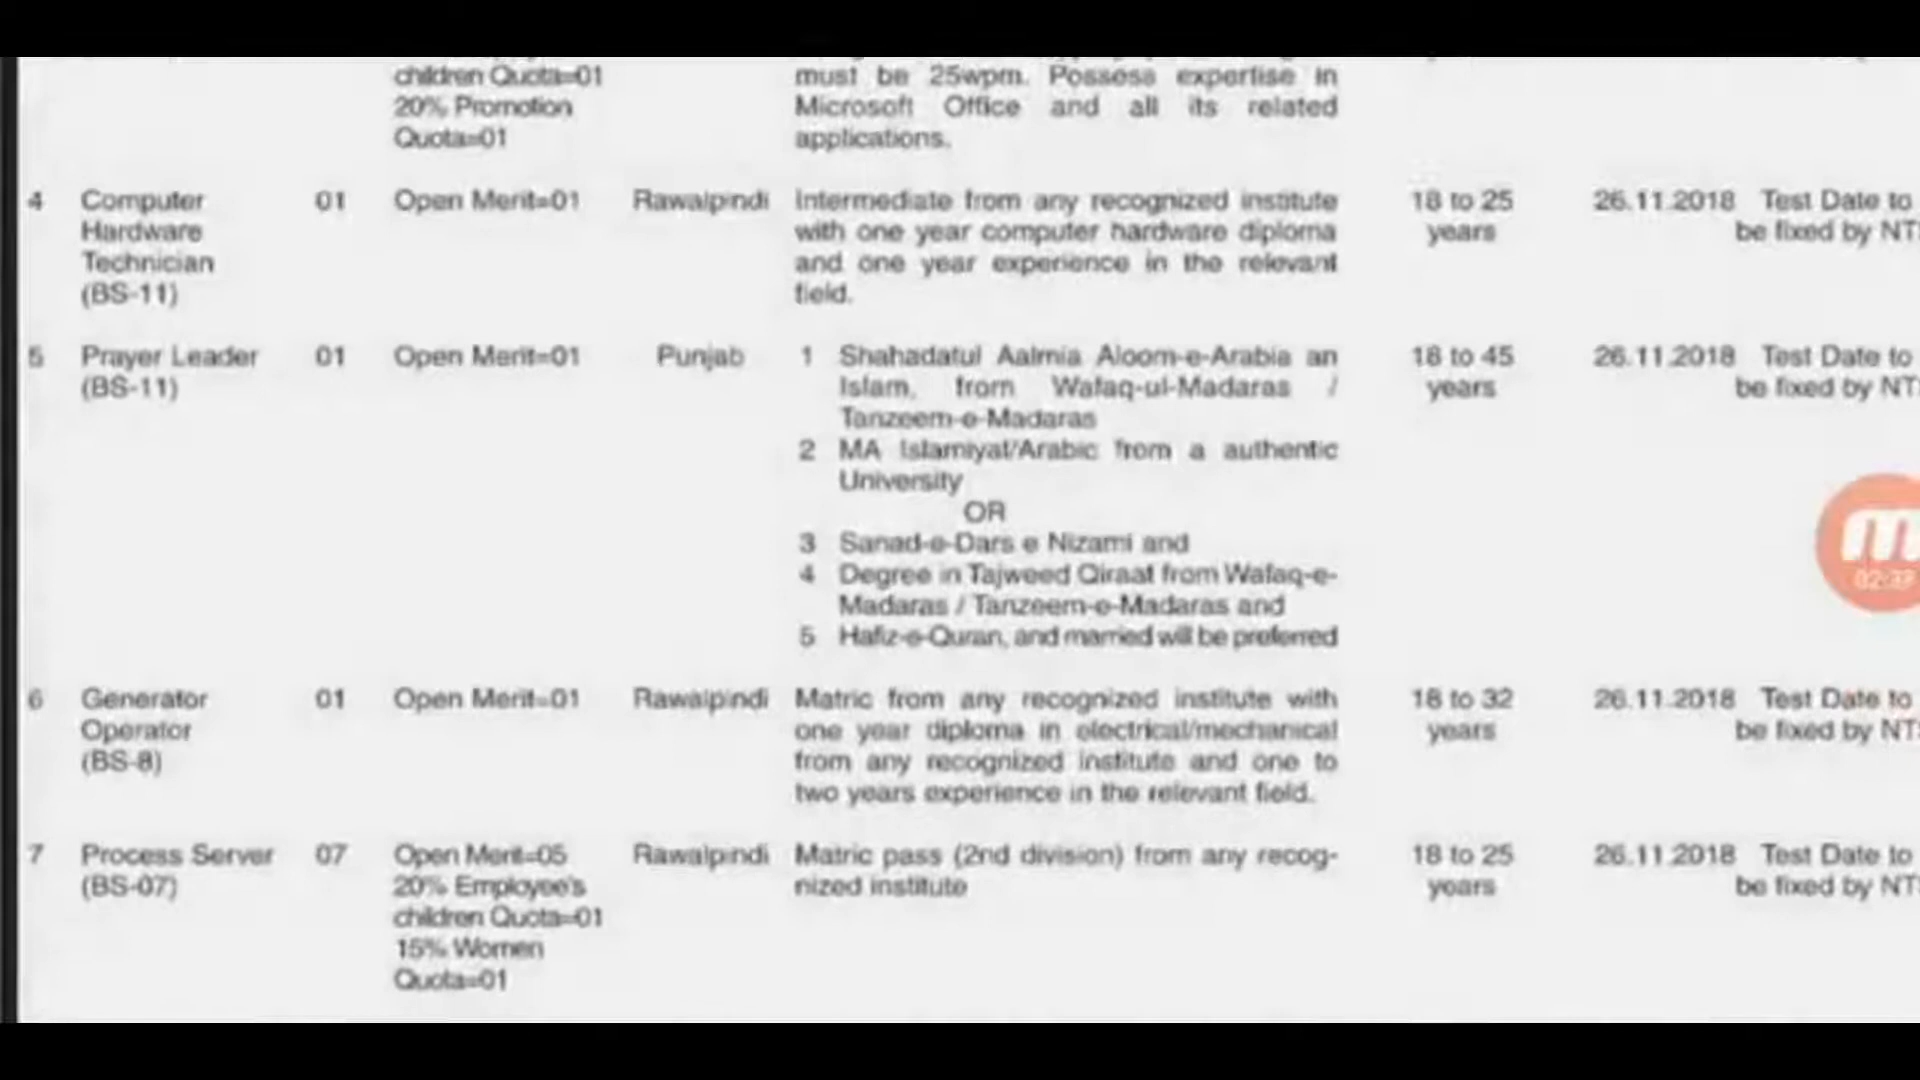 children Quota=01 must be 25wpm. Possess expertise in
20% Promotion Microsoft Office and all its related
Quota=01 applications.
4 Computer 01 Open Merit=01 Rawalpindi Intermediate from any recognized institute 18 to 25 26.11.2018 Test Date to
Hardware with one year computer hardware diploma years be fixed by NTS
Technician and one year experience in the relevant
(BS-11) field.
5 Prayer Leader 01 Open Merit=01 Punjab 1 Shahadatul Aalmia Aloom-e-Arabia an 18 to 45 26.11.2018 Test Date to
(BS-11) Islam, from Wafaq-ul-Madaras / years be fixed by NTS
Tanzeem-e-Madaras
2 MA Islamiyat/Arabic from a authentic
University
OR
3 Sanad-e-Dars e Nizami and
4 Degree in Tajweed Qiraat from Wafaq-e-
Madaras / Tanzeem-e-Madaras and
5 Hafiz-e-Quran, and married will be preferred
m
02:37
6 Generator 01 Open Merit=01 Rawalpindi Matric from any recognized institute with 18 to 32 26.11.2018 Test Date to
Operator one year diploma in electrical/mechanical years be fixed by NTS
(BS-8) from any recognized institute and one to
two years experience in the relevant field.
7 Process Server 07 Open Merit=05 Rawalpindi Matric pass (2nd division) from any recog- 18 to 25 26.11.2018 Test Date to
(BS-07) 20% Employee's nized institute years be fixed by NTS
children Quota=01
15% Women
Quota=01